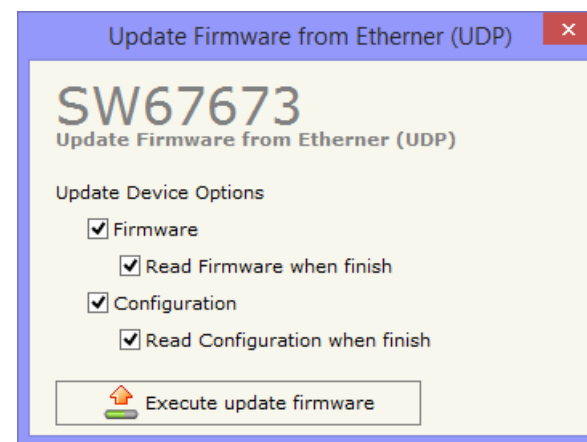 Update Firmware from Etherner (UDP)
SW67673
Update Firmware from Etherner (UDP)
Update Device Options
Firmware
Read Firmware when finish
Configuration
Read Configuration when finish
Execute update firmware